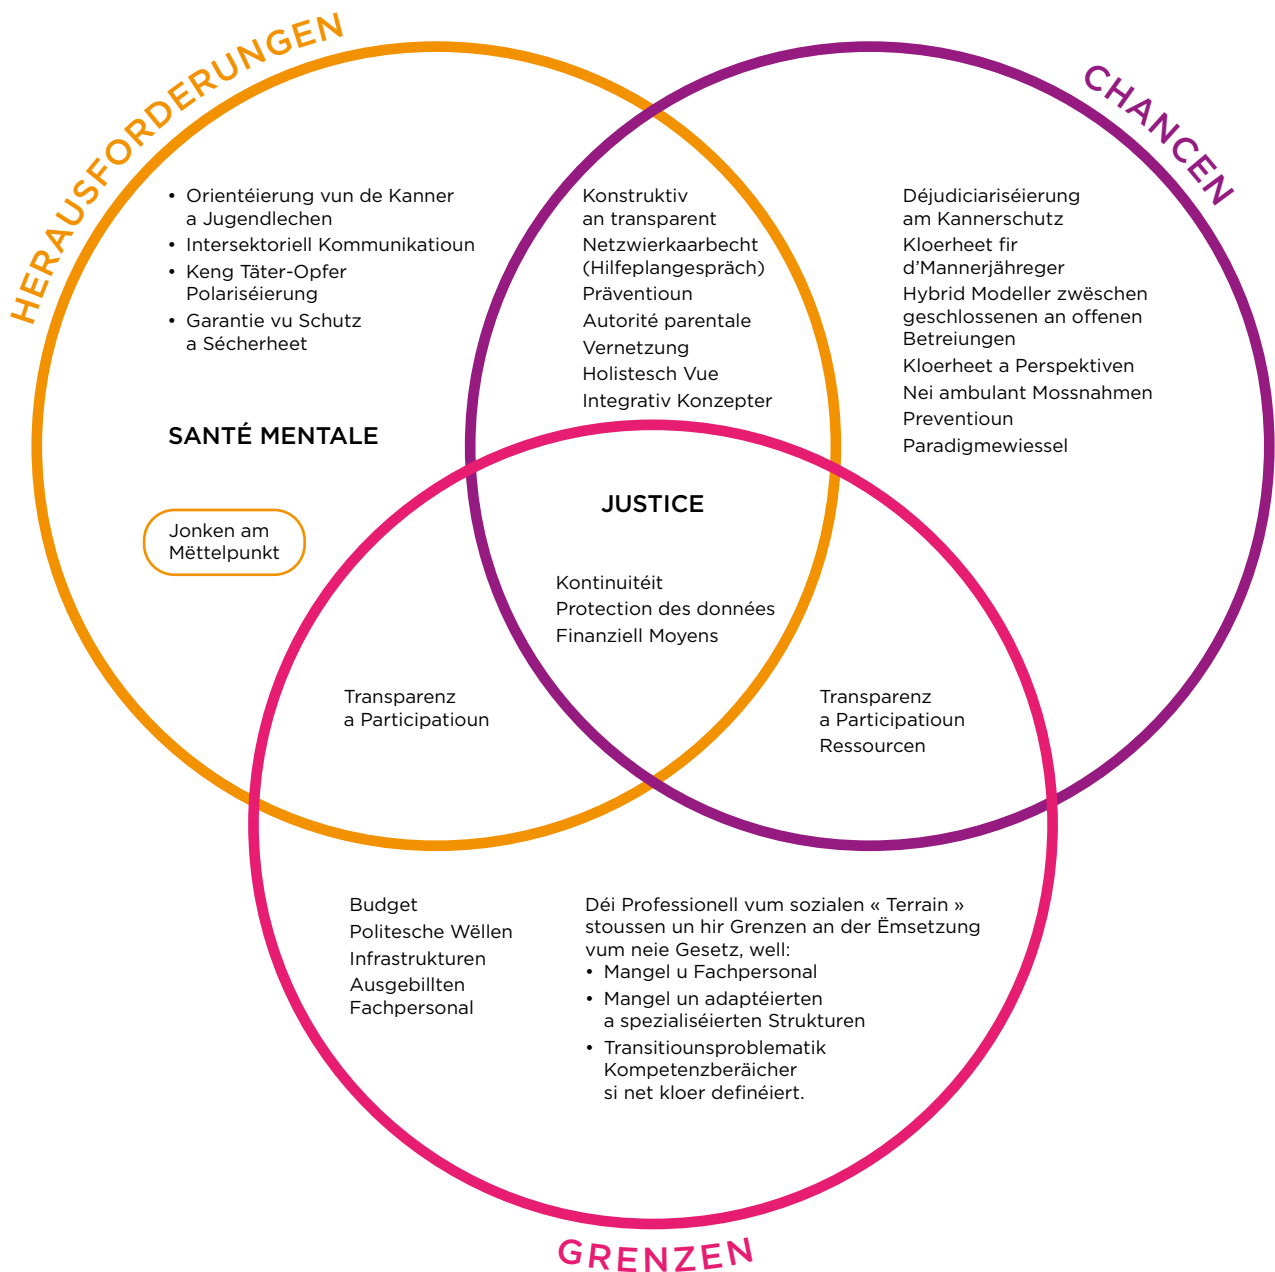 HERAUSFORDERUNGEN
CHANCEN
• Orientéierung vun de Kanner
a Jugendlechen
• Intersektoriell Kommunikatioun
• Keng Täter-Opfer
Polariséierung
• Garantie vu Schutz
a Sécherheet
SANTÉ MENTALE
Jonken am
Mëttelpunkt
Konstruktiv
an transparent
Netzwierkaarbecht
(Hilfeplangespräch)
Präventioun
Autorité parentale
Vernetzung
Holistesch Vue
Integrativ Konzepter
Déjudiciariséierung
am Kannerschutz
Kloerheet fir
d’Mannerjähreger
Hybrid Modeller zwëschen
geschlossenen an offenen
Betreiungen
Kloerheet a Perspektiven
Nei ambulant Mossnahmen
Preventioun
Paradigmewiessel
JUSTICE
Kontinuitéit
Protection des données
Finanziell Moyens
Transparenz
a Participatioun
Transparenz
a Participatioun
Ressourcen
Budget
Politesche Wëllen
Infrastrukturen
Ausgebillten
Fachpersonal
Déi Professionell vum sozialen « Terrain »
stoussen un hir Grenzen an der Ëmsetzung
vum neie Gesetz, well:
• Mangel u Fachpersonal
• Mangel un adaptéierten
a spezialiséierten Strukturen
• Transitiounsproblematik
Kompetenzberäicher
si net kloer definéiert.
GRENZEN